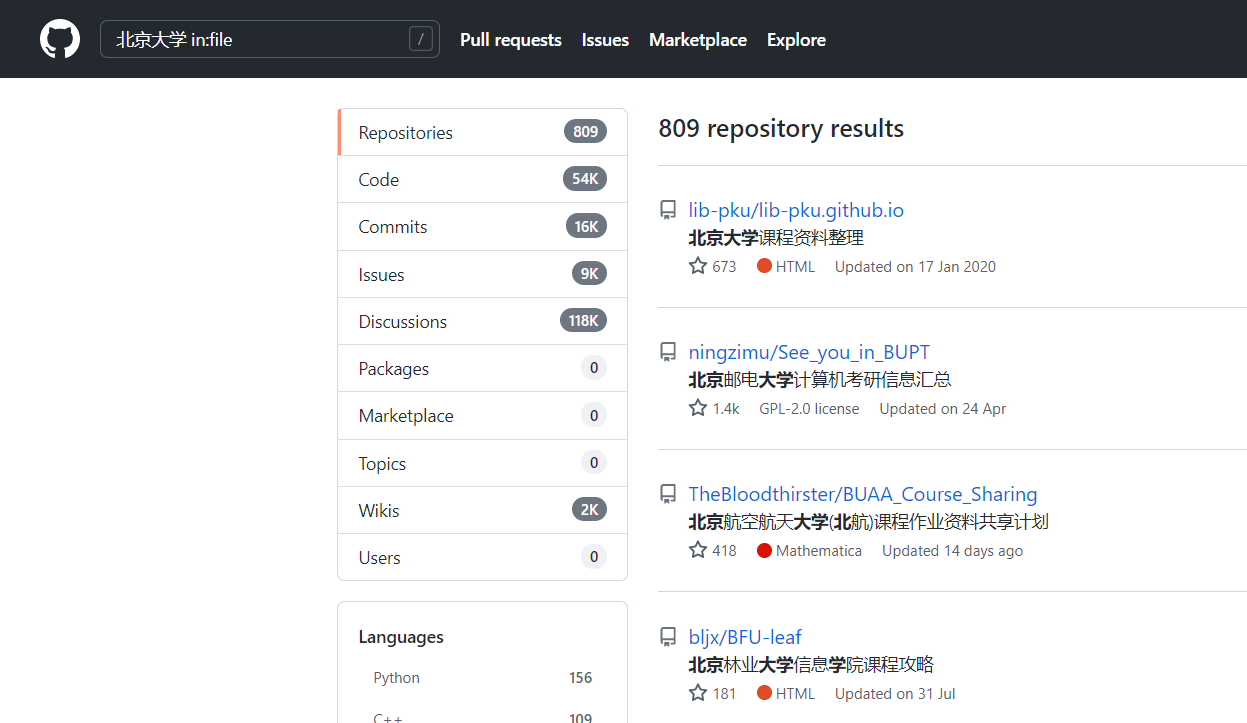 北京大学 in:file
/
Pull requests Issues Marketplace Explore
Repositories 809
Code 54K
Commits 16K
Issues 9K
Discussions 118K
Packages 0
Marketplace 0
Topics 0
Wikis 2K
Users 0
Languages
Python 156
C++ 109
809 repository results
lib-pku/lib-pku.github.io
北京大学课程资料整理
673 HTML Updated on 17 Jan 2020
ningzimu/See_you_in_BUPT
北京邮电大学计算机考研信息汇总
1.4k GPL-2.0 license Updated on 24 Apr
TheBloodthirster/BUAA_Course_Sharing
北京航空航天大学(北航)课程作业资料共享计划
418 Mathematica Updated 14 days ago
bljx/BFU-leaf
北京林业大学信息学院课程攻略
181 HTML Updated on 31 Jul